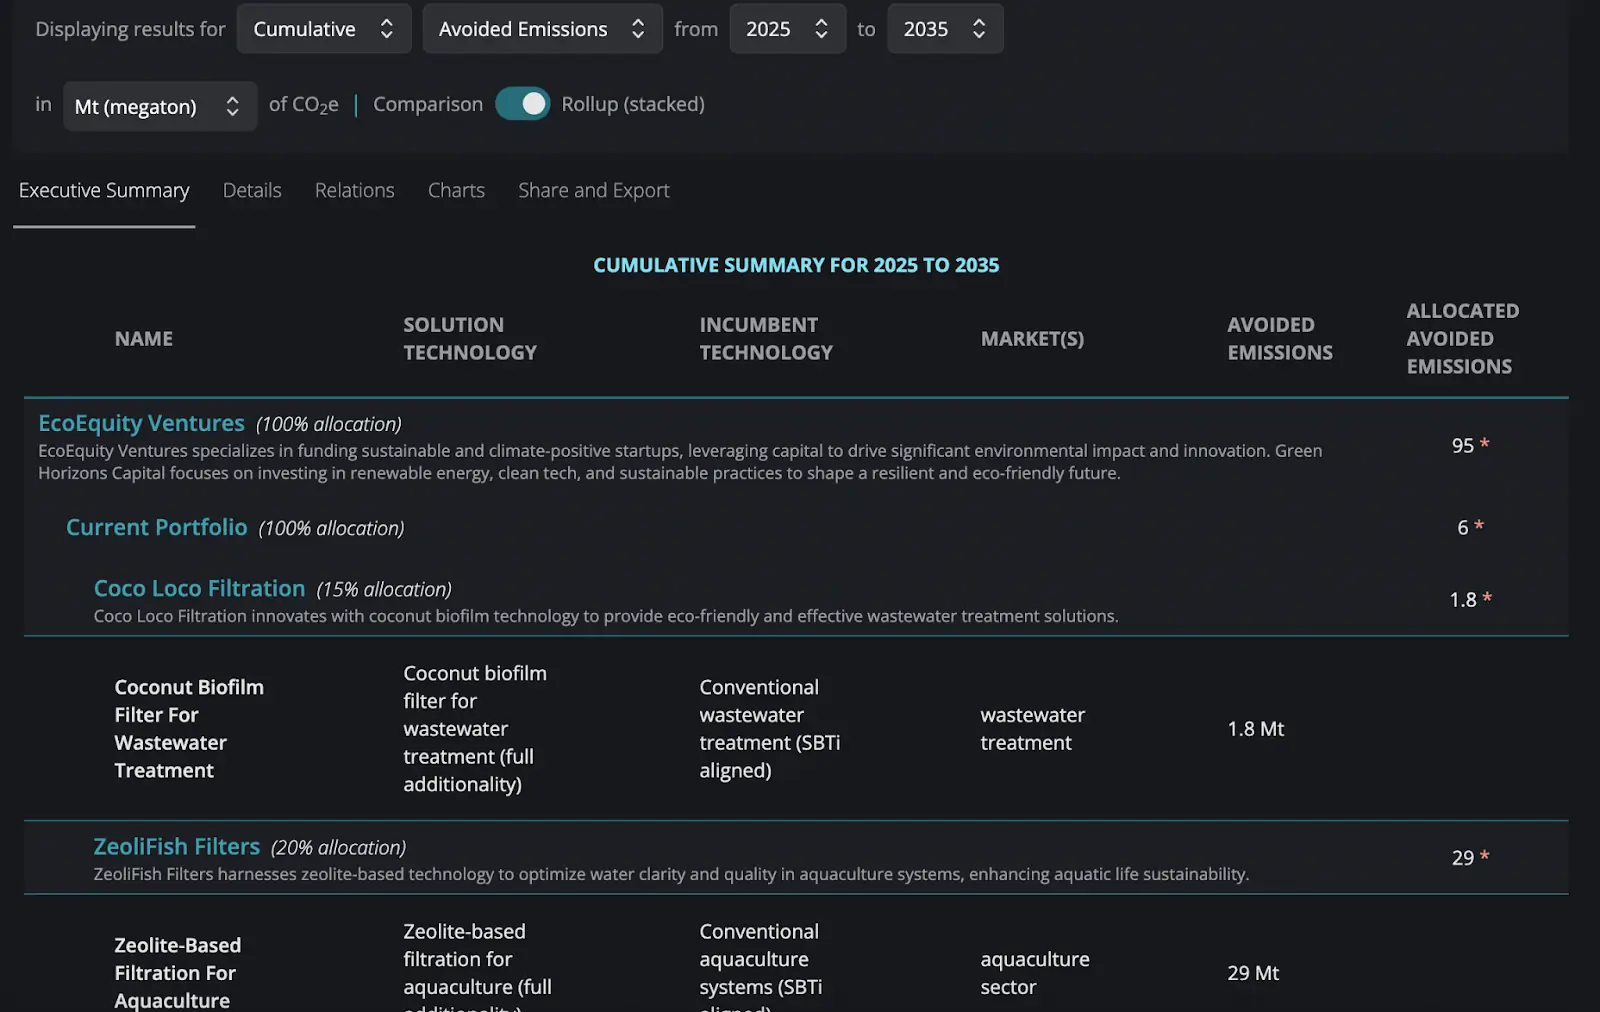 Displaying results for Cumulative Avoided Emissions from 2025 to 2035
in Mt (megaton) of CO₂e | Comparison Rollup (stacked)
Executive Summary Details Relations Charts Share and Export
CUMULATIVE SUMMARY FOR 2025 TO 2035
NAME
SOLUTION
TECHNOLOGY
INCUMBENT
TECHNOLOGY
MARKET(S)
AVOIDED
EMISSIONS
ALLOCATED
AVOIDED
EMISSIONS
EcoEquity Ventures (100% allocation)
EcoEquity Ventures specializes in funding sustainable and climate-positive startups, leveraging capital to drive significant environmental impact and innovation. Green
Horizons Capital focuses on investing in renewable energy, clean tech, and sustainable practices to shape a resilient and eco-friendly future.
95 *
Current Portfolio (100% allocation)
6 *
Coco Loco Filtration (15% allocation)
Coco Loco Filtration innovates with coconut biofilm technology to provide eco-friendly and effective wastewater treatment solutions.
1.8 *
Coconut Biofilm
Filter For
Wastewater
Treatment
Coconut biofilm
filter for
wastewater
treatment (full
additionality)
Conventional
wastewater
treatment (SBTi
aligned)
wastewater
treatment
1.8 Mt
ZeoliFish Filters (20% allocation)
ZeoliFish Filters harnesses zeolite-based technology to optimize water clarity and quality in aquaculture systems, enhancing aquatic life sustainability.
29 *
Zeolite-Based
Filtration For
Aquaculture
Zeolite-based
filtration for
aquaculture (full
Conventional
aquaculture
systems (SBTi
aquaculture
sector
29 Mt